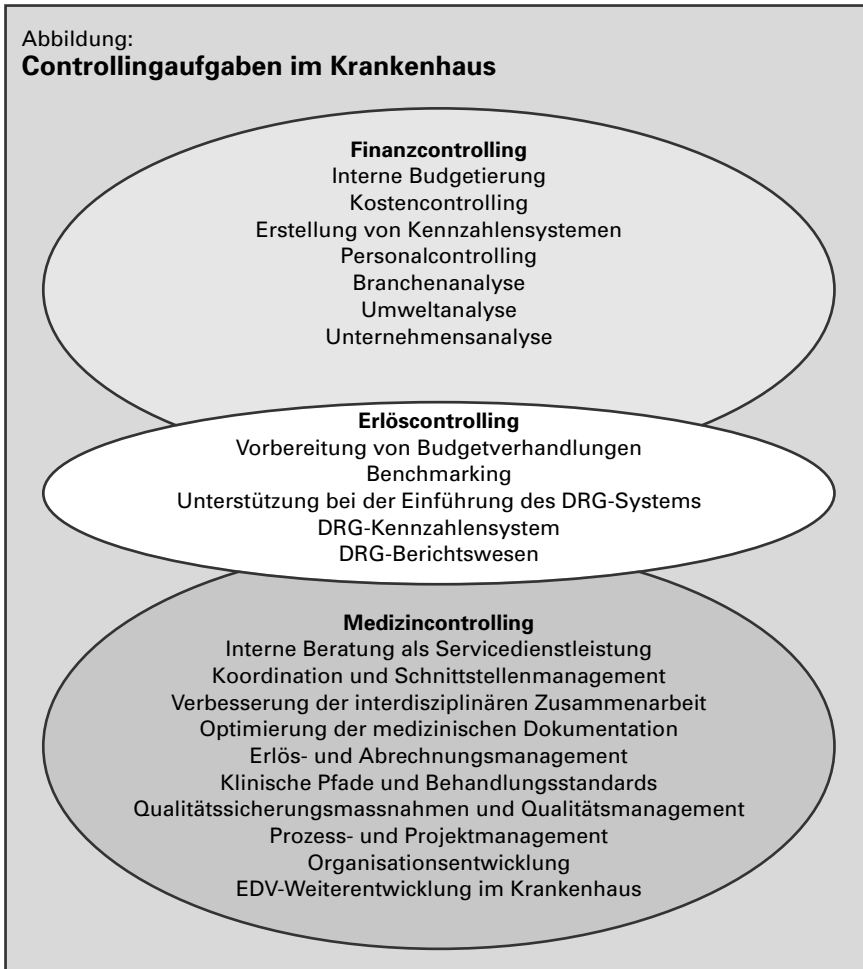 Abbildung:
Controllingaufgaben im Krankenhaus
Finanzcontrolling
Interne Budgetierung
Kostencontrolling
Erstellung von Kennzahlensystemen
Personalcontrolling
Branchenanalyse
Umweltanalyse
Unternehmensanalyse
Erlöscontrolling
Vorbereitung von Budgetverhandlungen
Benchmarking
Unterstützung bei der Einführung des DRG-Systems
DRG-Kennzahlensystem
DRG-Berichtswesen
Medizincontrolling
Interne Beratung als Servicedienstleistung
Koordination und Schnittstellenmanagement
Verbesserung der interdisziplinären Zusammenarbeit
Optimierung der medizinischen Dokumentation
Erlös- und Abrechnungsmanagement
Klinische Pfade und Behandlungsstandards
Qualitätssicherungsmassnahmen und Qualitätsmanagement
Prozess- und Projektmanagement
Organisationsentwicklung
EDV-Weiterentwicklung im Krankenhaus